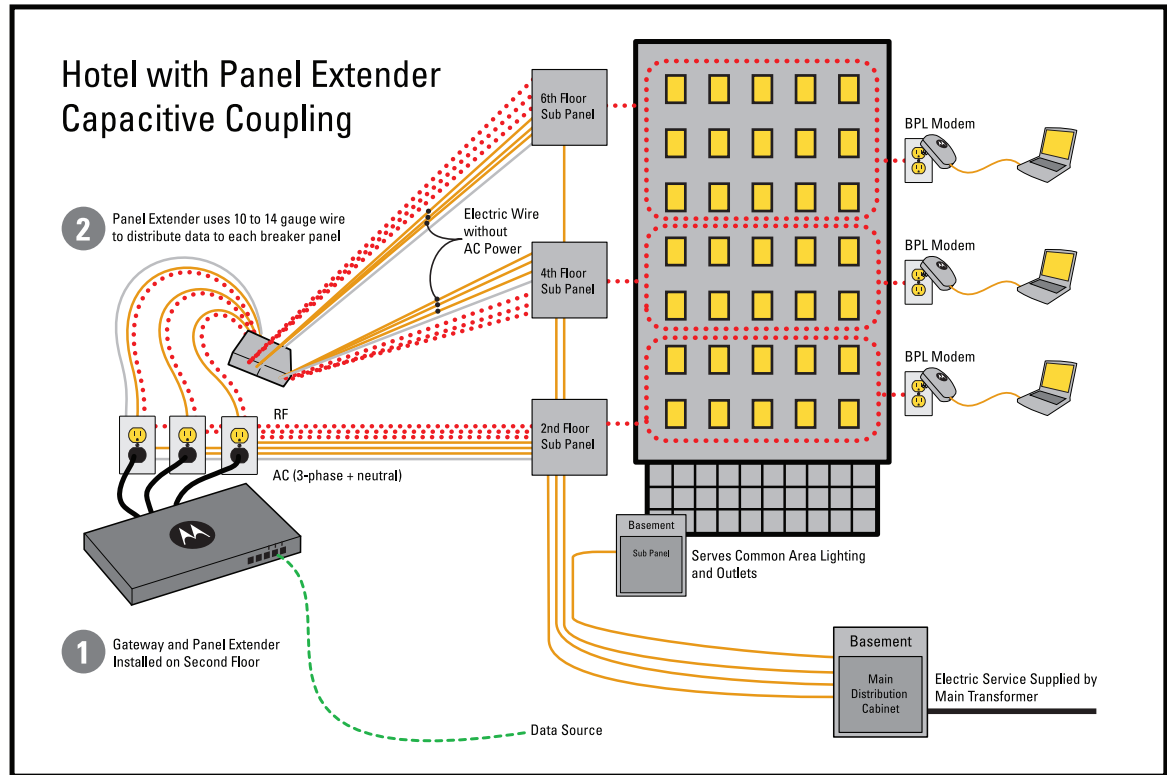 Hotel with Panel Extender
Capacitive Coupling
2
Panel Extender uses 10 to 14 gauge wire
to distribute data to each breaker panel
6th Floor
Sub Panel
Electric Wire
without
AC Power
4th Floor
Sub Panel
BPL Modem
BPL Modem
BPL Modem
RF
2nd Floor
Sub Panel
AC (3-phase + neutral)
Basement
Sub Panel
Serves Common Area Lighting
and Outlets
1
Gateway and Panel Extender
Installed on Second Floor
Basement
Main
Distribution
Cabinet
Electric Service Supplied by
Main Transformer
Data Source